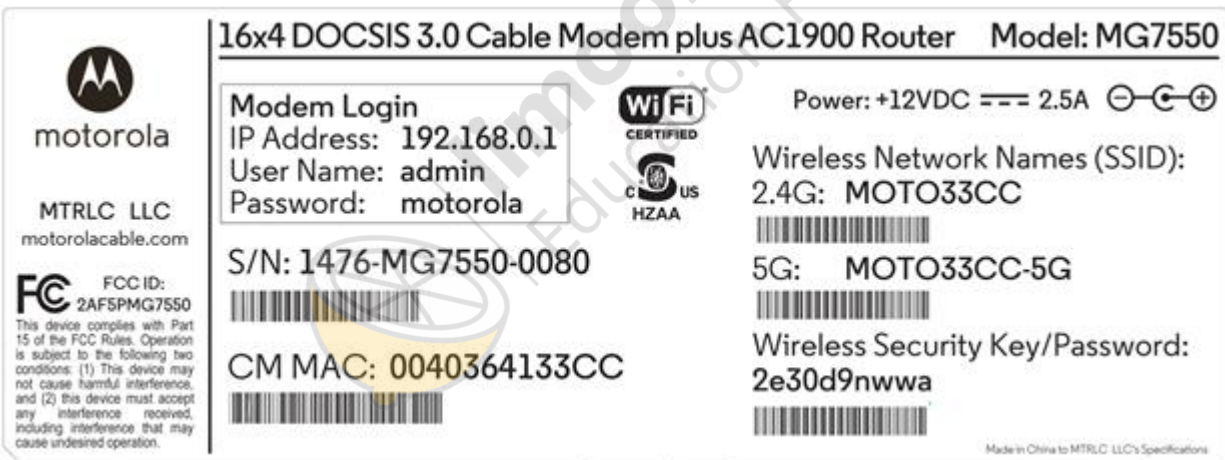 16x4 DOCSIS 3.0 Cable Modem plus AC1900 Router Model: MG7550
motorola
MTRLC LLC
motorolacable.com
FC FCC ID:
2AF5PMG7550
This device complies with Part
15 of the FCC Rules. Operation
is subject to the following two
conditions: (1) This device may
not cause harmful interference,
and (2) this device must accept
any interference received,
including interference that may
cause undesired operation.
Modem Login
IP Address: 192.168.0.1
User Name: admin
Password: motorola
S/N: 1476-MG7550-0080
CM MAC: 0040364133CC
Wi Fi
CERTIFIED
C US
HZAA
Power: +12VDC 2.5A
Wireless Network Names (SSID):
2.4G: MOTO33CC
5G: MOTO33CC-5G
Wireless Security Key/Password:
2e30d9nwwa
Made in China to MTRLC LLC's Specifications
Education